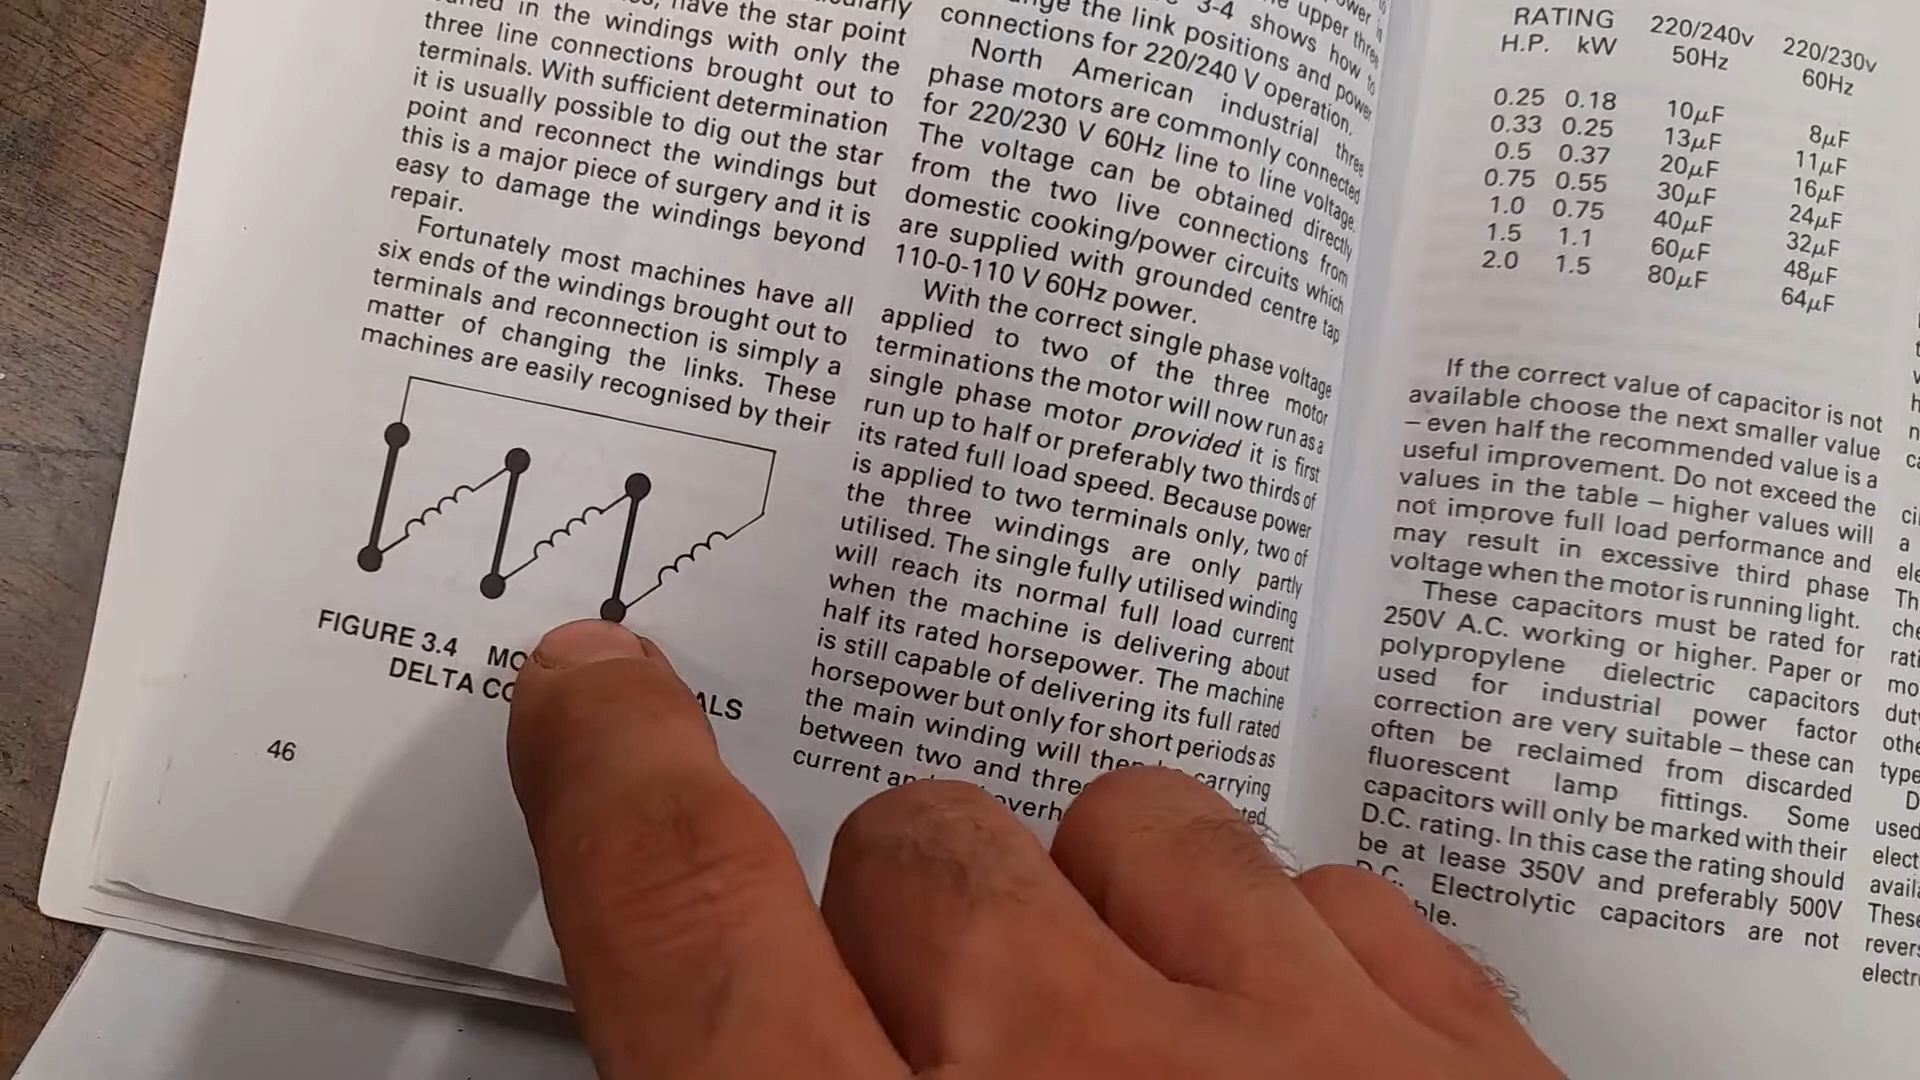 in the windings with only the
three line connections brought out to
terminals. With sufficient determination
it is usually possible to dig out the star
point and reconnect the windings but
this is a major piece of surgery and it is
easy to damage the windings beyond
repair.
Fortunately most machines have all
six ends of the windings brought out to
terminals and reconnection is simply a
matter of changing the links. These
machines are easily recognised by their
FIGURE 3.4
DELTA
46
have the star point
the link positions and power
connections for 220/240 V operation.
North American industrial three
phase motors are commonly connected
for 220/230 V 60Hz line to line voltage.
The voltage can be obtained directly
from the two live connections from
domestic cooking/power circuits which
are supplied with grounded centre tap
110-0-110 V 60Hz power.
With the correct single phase voltage
applied to two of the three motor
terminations the motor will now run as a
single phase motor provided it is first
run up to half or preferably two thirds of
its rated full load speed. Because power
is applied to two terminals only, two of
the three windings are only partly
utilised. The single fully utilised winding
will reach its normal full load current
when the machine is delivering about
half its rated horsepower. The machine
is still capable of delivering its full rated
horsepower but only for short periods as
the main winding will then be carrying
between two and three
current
RATING 220/240v 220/230v
H.P. kW 50Hz 60Hz
0.25 0.18 10µF 8µF
0.33 0.25 13µF 11µF
0.5 0.37 20µF 16µF
0.75 0.55 30µF 24µF
1.0 0.75 40µF 32µF
1.5 1.1 60µF 48µF
2.0 1.5 80µF 64µF
If the correct value of capacitor is not
available choose the next smaller value
– even half the recommended value is a
useful improvement. Do not exceed the
values in the table – higher values will
not improve full load performance and
may result in excessive third phase
voltage when the motor is running light.
These capacitors must be rated for
250V A.C. working or higher. Paper or
polypropylene dielectric capacitors
used for industrial power factor
correction are very suitable – these can
often be reclaimed from discarded
fluorescent lamp fittings. Some
capacitors will only be marked with their
D.C. rating. In this case the rating should
be at lease 350V and preferably 500V
D.C. Electrolytic capacitors are not